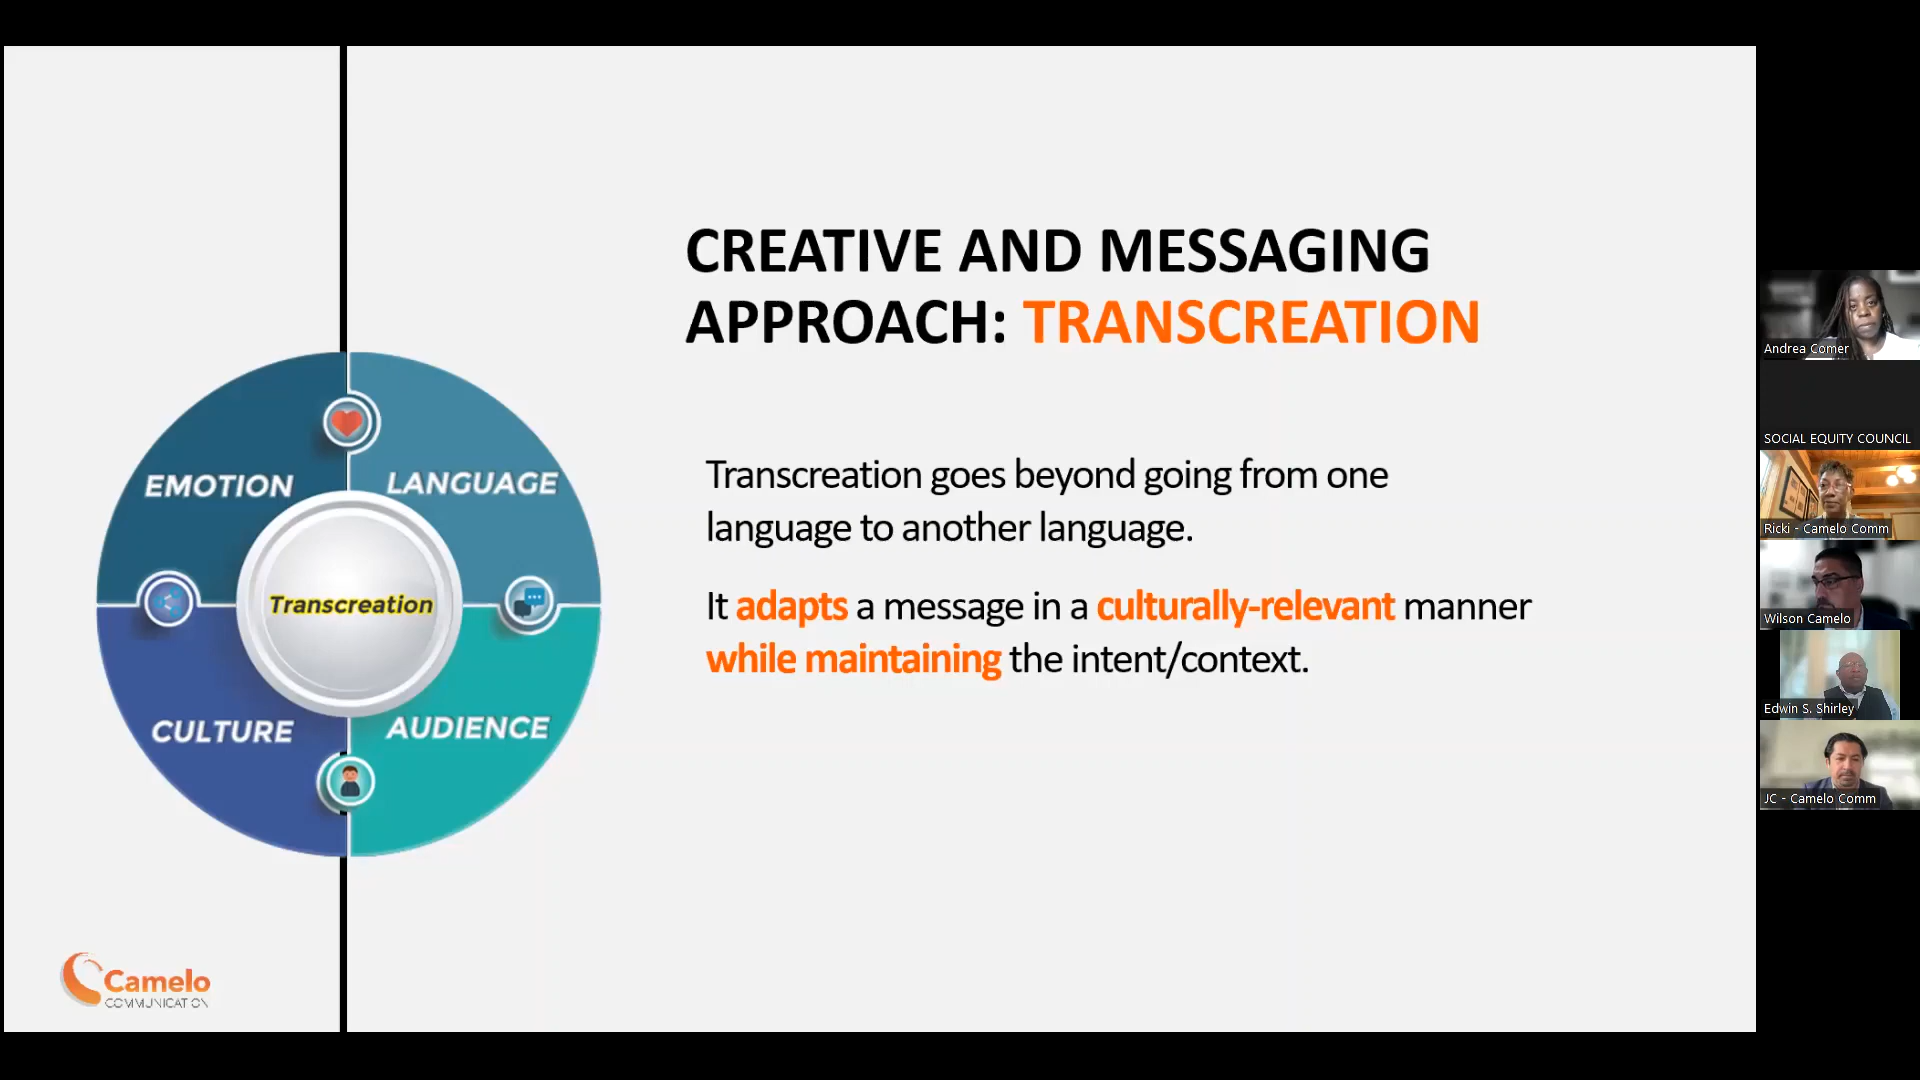 CREATIVE AND MESSAGING
APPROACH: TRANSCREATION
EMOTION
LANGUAGE
Transcreation
CULTURE
AUDIENCE
Transcreation goes beyond going from one
language to another language.
It adapts a message in a culturally-relevant manner
while maintaining the intent/context.
Camelo
COMMUNICATION
Andrea Comer
SOCIAL EQUITY COUNCIL
Ricki - Camelo Comm
Wilson Camelo
Edwin S. Shirley
JC - Camelo Comm